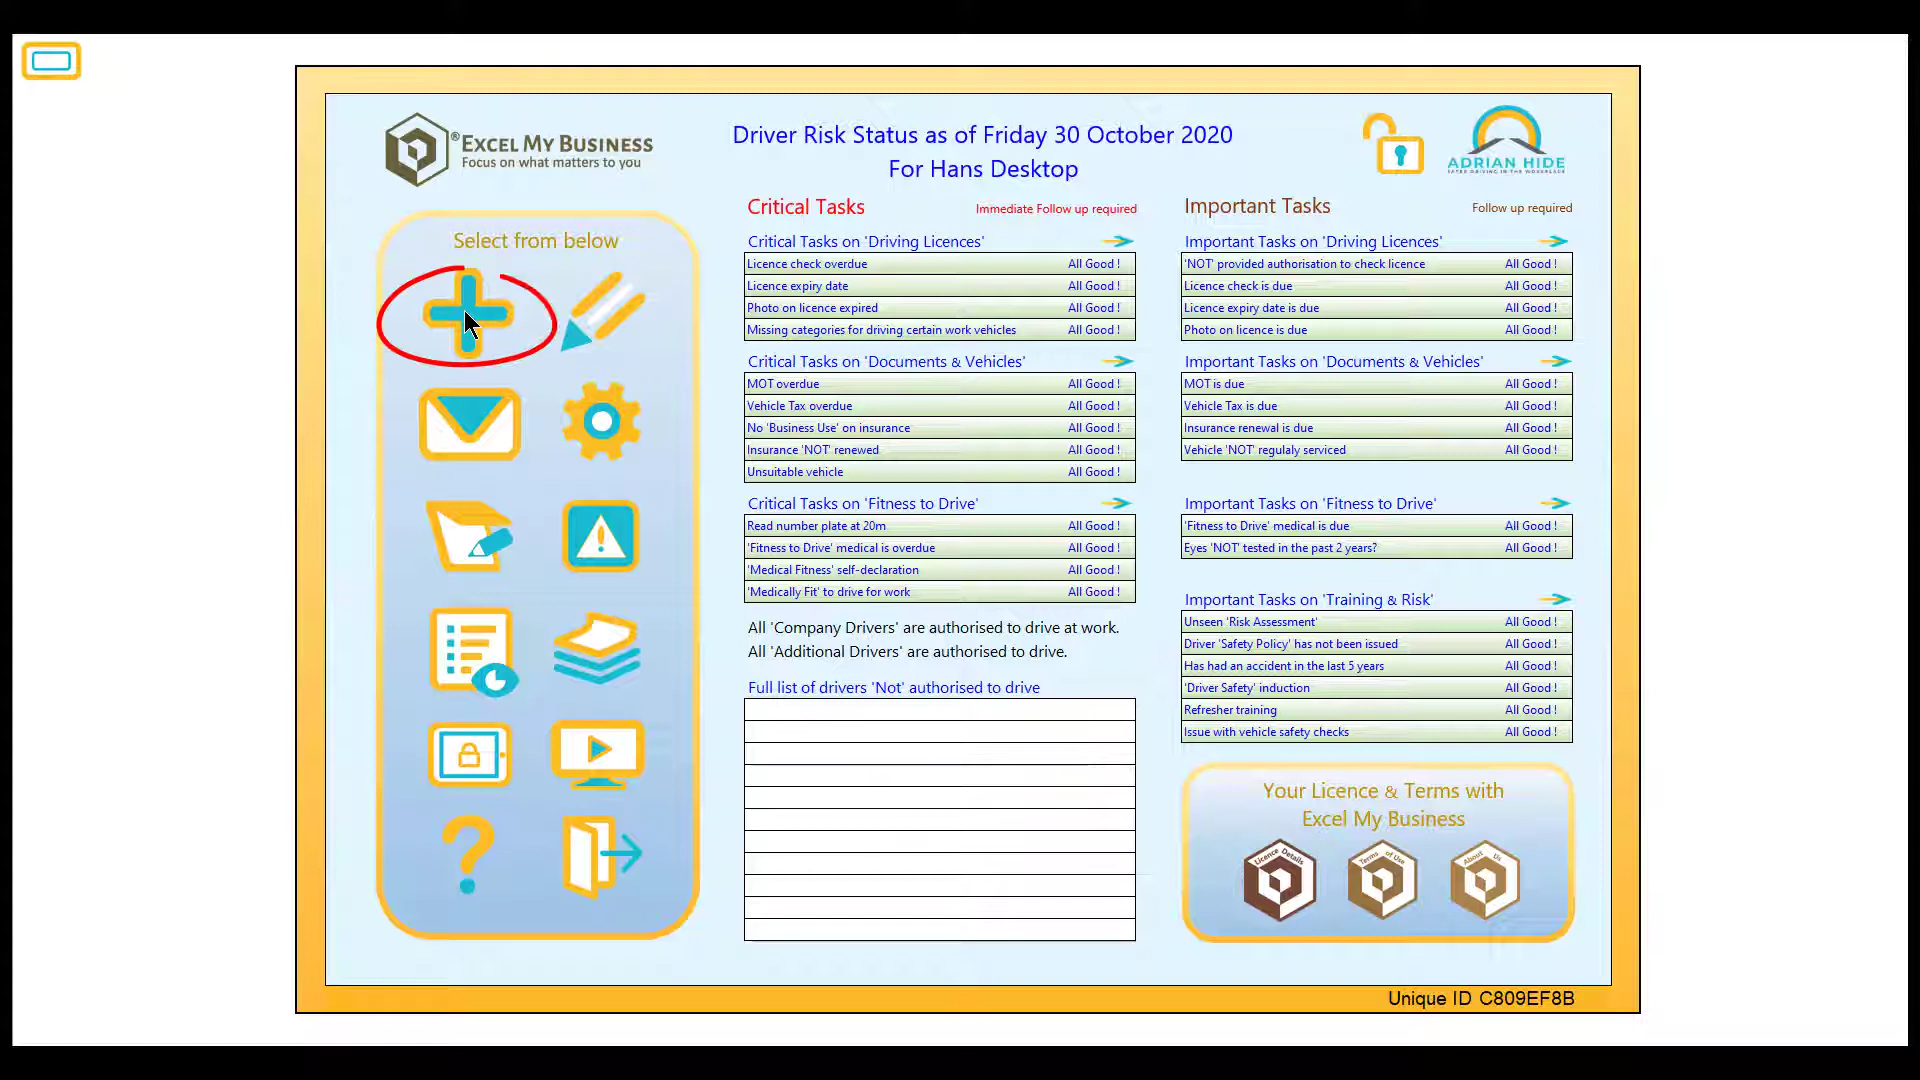 ®EXCEL MY BUSINESS
Focus on what matters to you
Driver Risk Status as of Friday 30 October 2020
For Hans Desktop
ADRIAN HIDE
SAFER DRIVING IN THE WORKPLACE
Select from below
Critical Tasks
Immediate Follow up required
Critical Tasks on 'Driving Licences'
Licence check overdue All Good !
Licence expiry date All Good !
Photo on licence expired All Good !
Missing categories for driving certain work vehicles All Good !
Critical Tasks on 'Documents & Vehicles'
MOT overdue All Good !
Vehicle Tax overdue All Good !
No 'Business Use' on insurance All Good !
Insurance 'NOT' renewed All Good !
Unsuitable vehicle All Good !
Critical Tasks on 'Fitness to Drive'
Read number plate at 20m All Good !
'Fitness to Drive' medical is overdue All Good !
'Medical Fitness' self-declaration All Good !
'Medically Fit' to drive for work All Good !
All 'Company Drivers' are authorised to drive at work.
All 'Additional Drivers' are authorised to drive.
Full list of drivers 'Not' authorised to drive
Important Tasks
Follow up required
Important Tasks on 'Driving Licences'
'NOT' provided authorisation to check licence All Good !
Licence check is due All Good !
Licence expiry date is due All Good !
Photo on licence is due All Good !
Important Tasks on 'Documents & Vehicles'
MOT is due All Good !
Vehicle Tax is due All Good !
Insurance renewal is due All Good !
Vehicle 'NOT' regulaly serviced All Good !
Important Tasks on 'Fitness to Drive'
'Fitness to Drive' medical is due All Good !
Eyes 'NOT' tested in the past 2 years? All Good !
Important Tasks on 'Training & Risk'
Unseen 'Risk Assessment' All Good !
Driver 'Safety Policy' has not been issued All Good !
Has had an accident in the last 5 years All Good !
'Driver Safety' induction All Good !
Refresher training All Good !
Issue with vehicle safety checks All Good !
Your Licence & Terms with
Excel My Business
Licence Details
Terms of Use
About Us
Unique ID C809EF8B